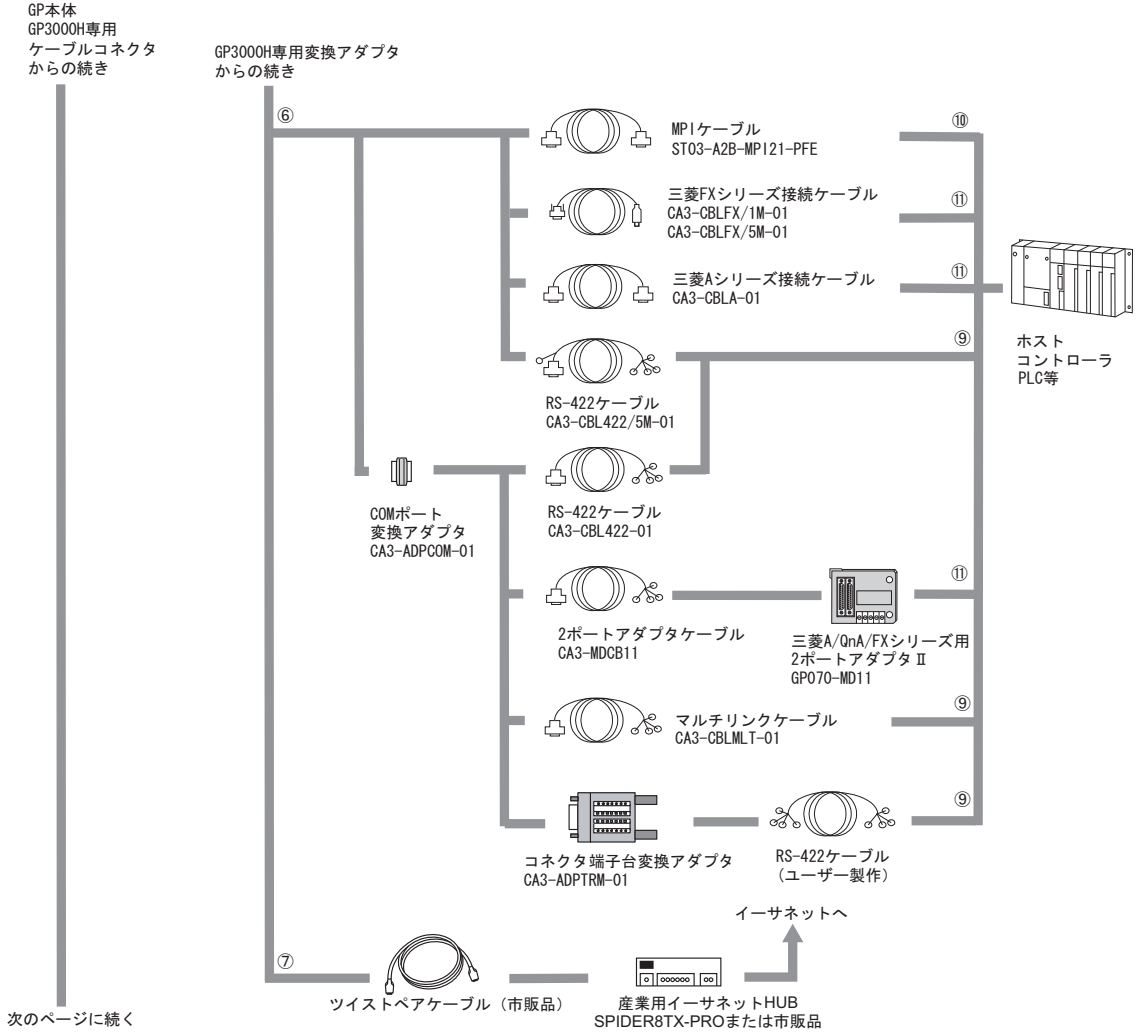 GP本体
GP3000H専用
ケーブルコネクタ
からの続き
GP3000H専用変換アダプタ
からの続き
⑥
MPIケーブル
ST03-A2B-MPI21-PFE
⑩
三菱FXシリーズ接続ケーブル
CA3-CBLFX/1M-01
CA3-CBLFX/5M-01
⑪
三菱Aシリーズ接続ケーブル
CA3-CBLA-01
⑪
ホスト
コントローラ
PLC等
⑨
RS-422ケーブル
CA3-CBL422/5M-01
COMポート
変換アダプタ
CA3-ADPCOM-01
RS-422ケーブル
CA3-CBL422-01
⑪
2ポートアダプタケーブル
CA3-MDCB11
三菱A/QnA/FXシリーズ用
2ポートアダプタⅡ
GP070-MD11
マルチリンクケーブル
CA3-CBLMLT-01
⑨
コネクタ端子台変換アダプタ
CA3-ADPTRM-01
⑨
RS-422ケーブル
(ユーザー製作)
イーサネットへ
⑦
ツイストペアケーブル(市販品)
産業用イーサネットHUB
SPIDER8TX-PROまたは市販品
次のページに続く